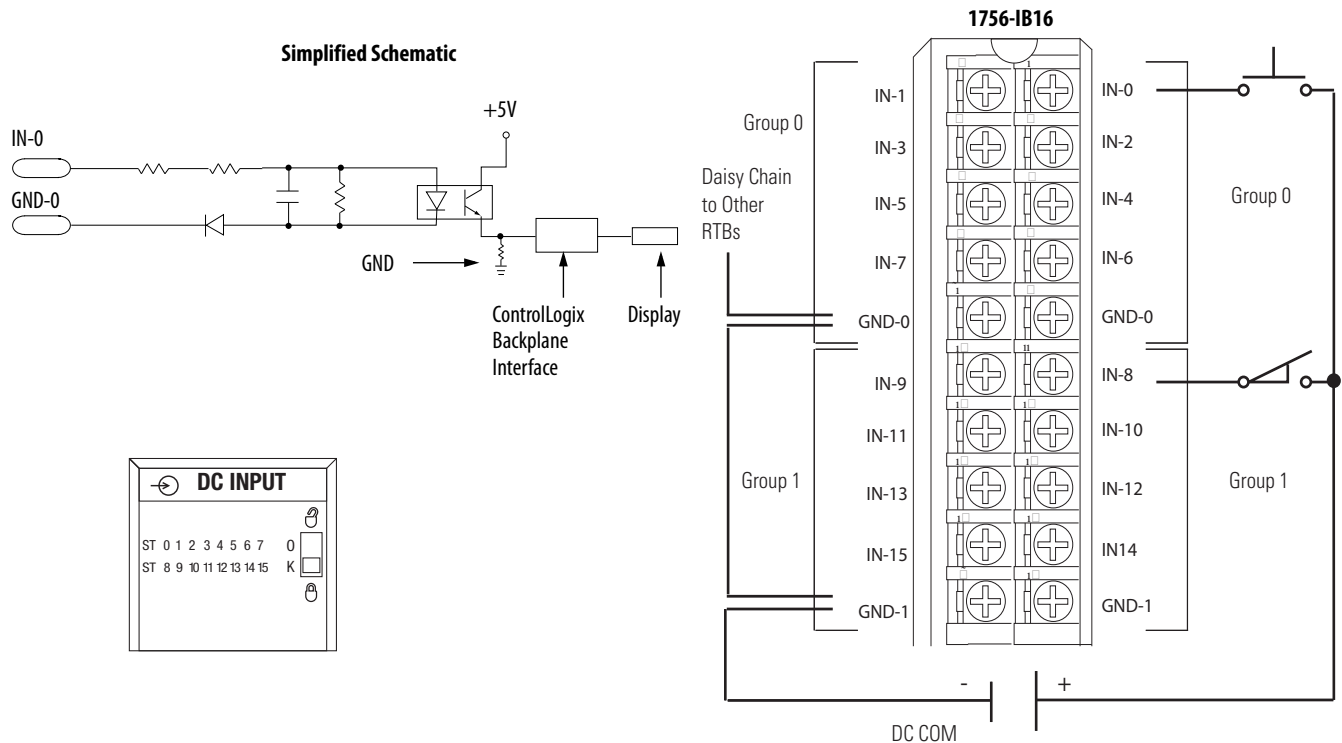 Simplified Schematic
IN-0
GND-0
+5V
GND
ControlLogix
Backplane
Interface
Display
DC INPUT
ST 0 1 2 3 4 5 6 7 O
ST 8 9 10 11 12 13 14 15 K
1756-IB16
Group 0
Daisy Chain
to Other
RTBs
Group 1
IN-1
IN-3
IN-5
IN-7
GND-0
IN-9
IN-11
IN-13
IN-15
GND-1
IN-0
IN-2
IN-4
IN-6
GND-0
IN-8
IN-10
IN-12
IN14
GND-1
Group 0
Group 1
- +
DC COM